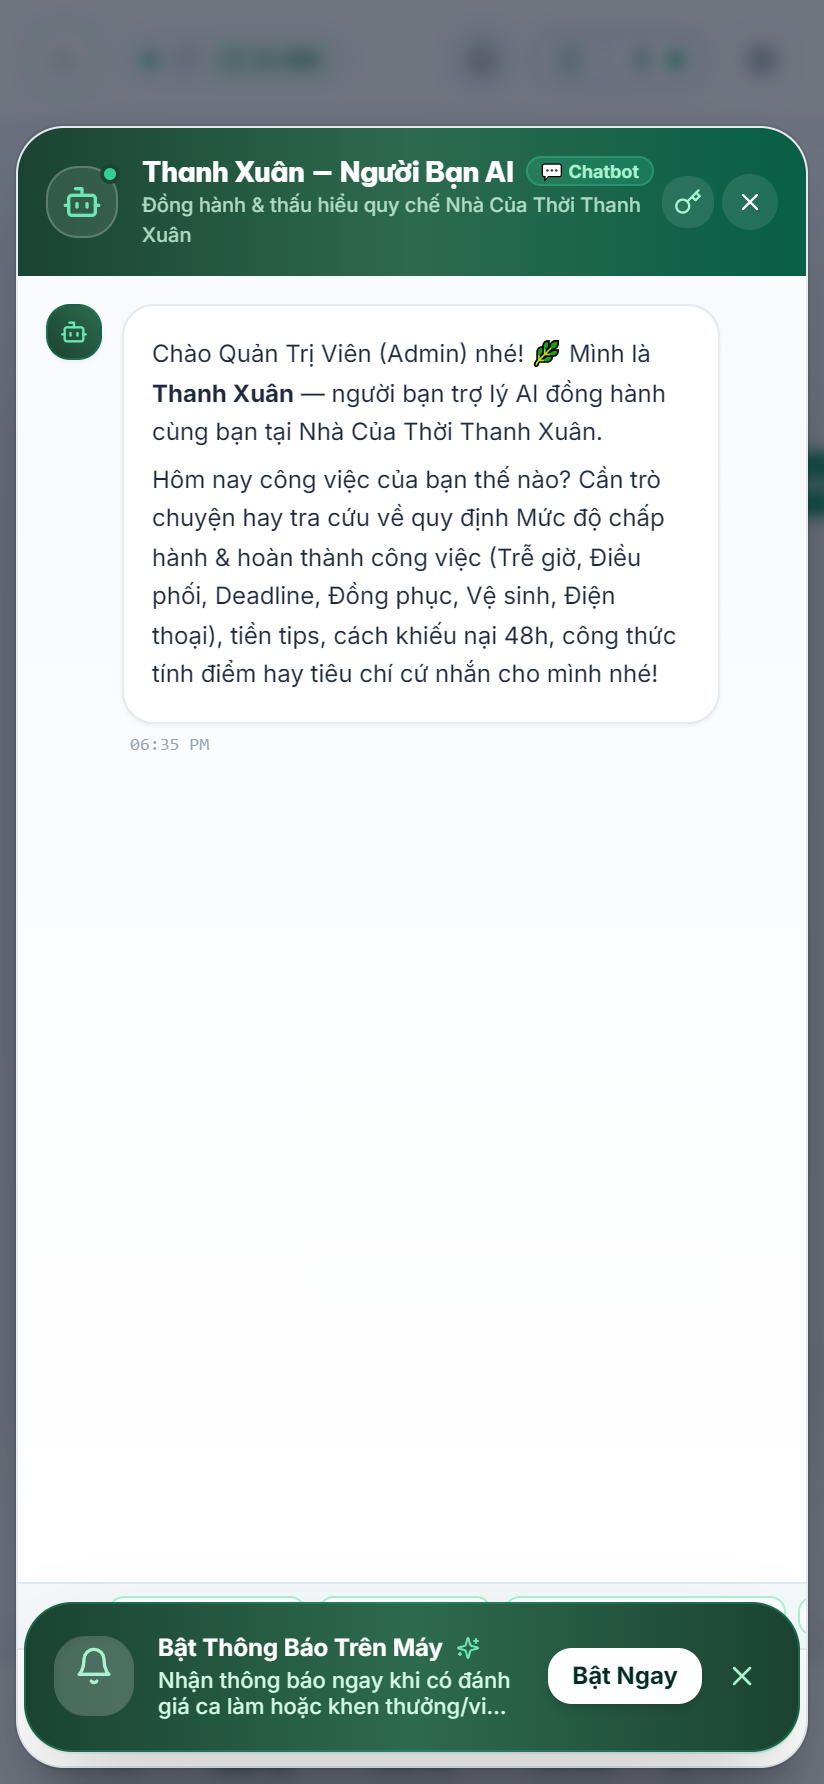 Thanh Xuân – Người Bạn AI 💬 Chatbot
Đồng hành & thấu hiểu quy chế Nhà Của Thời Thanh
Xuân
Chào Quản Trị Viên (Admin) nhé! 🌿 Mình là
Thanh Xuân — người bạn trợ lý AI đồng hành
cùng bạn tại Nhà Của Thời Thanh Xuân.
Hôm nay công việc của bạn thế nào? Cần trò
chuyện hay tra cứu về quy định Mức độ chấp
hành & hoàn thành công việc (Trễ giờ, Điều
phối, Deadline, Đồng phục, Vệ sinh, Điện
thoại), tiền tips, cách khiếu nại 48h, công thức
tính điểm hay tiêu chí cứ nhắn cho mình nhé!
06:35 PM
Bật Thông Báo Trên Máy
Nhận thông báo ngay khi có đánh
giá ca làm hoặc khen thưởng/vi...
Bật Ngay